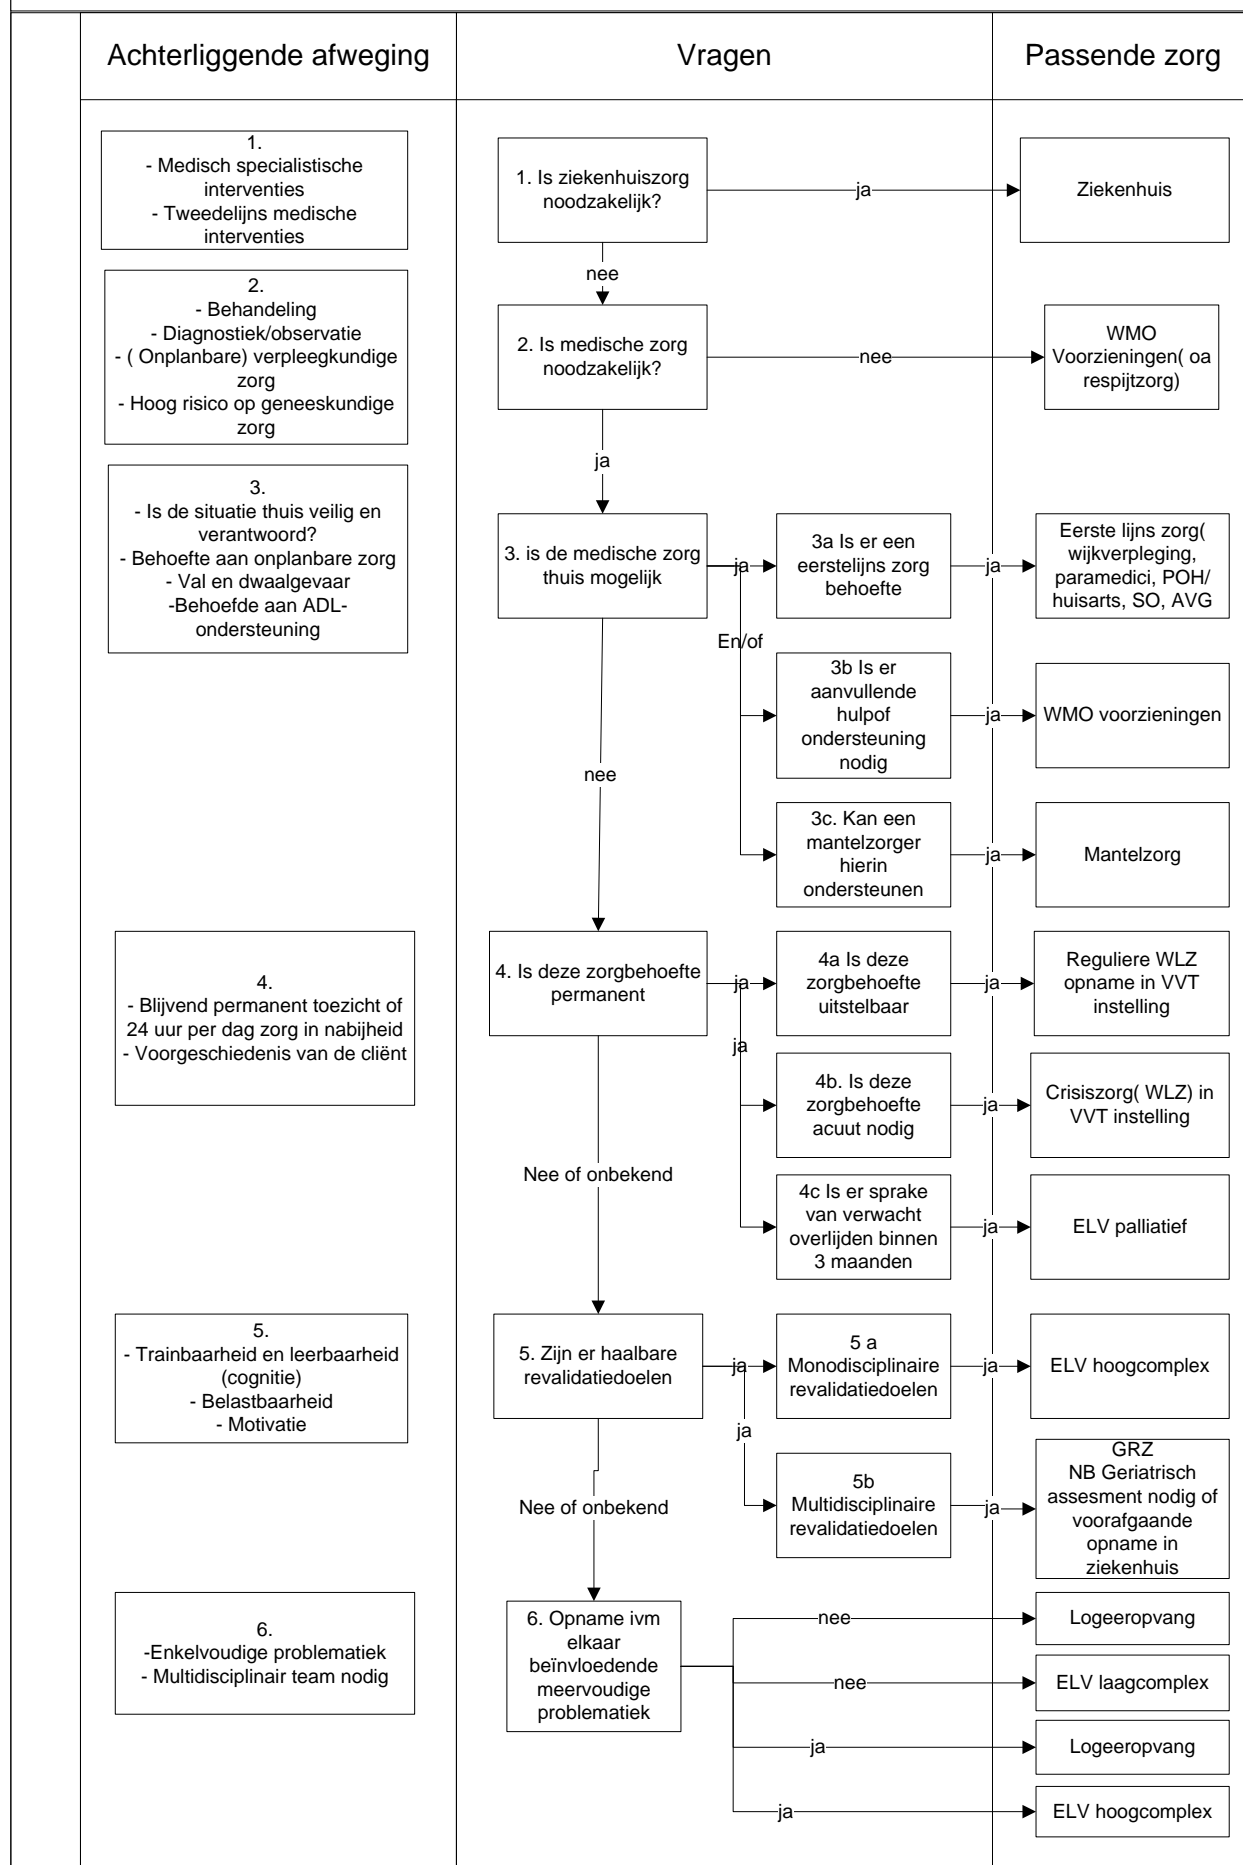 Achterliggende afweging
Vragen
Passende zorg
1.
- Medisch specialistische
interventies
- Tweedelijns medische
interventies
1. Is ziekenhuiszorg
noodzakelijk?
ja
Ziekenhuis
nee
2.
- Behandeling
- Diagnostiek/observatie
- ( Onplanbare) verpleegkundige
zorg
- Hoog risico op geneeskundige
zorg
2. Is medische zorg
noodzakelijk?
nee
WMO
Voorzieningen( oa
respijtzorg)
ja
3.
- Is de situatie thuis veilig en
verantwoord?
- Behoefte aan onplanbare zorg
- Val en dwaalgevaar
-Behoefde aan ADL-
ondersteuning
3. is de medische zorg
thuis mogelijk
ja
3a Is er een
eerstelijns zorg
behoefte
ja
Eerste lijns zorg(
wijkverpleging,
paramedici, POH/
huisarts, SO, AVG
En/of
3b Is er
aanvullende
hulpof
ondersteuning
nodig
ja
WMO voorzieningen
nee
3c. Kan een
mantelzorger
hierin
ondersteunen
ja
Mantelzorg
4.
- Blijvend permanent toezicht of
24 uur per dag zorg in nabijheid
- Voorgeschiedenis van de cliënt
4. Is deze zorgbehoefte
permanent
ja
4a Is deze
zorgbehoefte
uitstelbaar
ja
Reguliere WLZ
opname in VVT
instelling
ja
4b. Is deze
zorgbehoefte
acuut nodig
ja
Crisiszorg( WLZ) in
VVT instelling
Nee of onbekend
4c Is er sprake
van verwacht
overlijden binnen
3 maanden
ja
ELV palliatief
5.
- Trainbaarheid en leerbaarheid
(cognitie)
- Belastbaarheid
- Motivatie
5. Zijn er haalbare
revalidatiedoelen
ja
5 a
Monodisciplinaire
revalidatiedoelen
ja
ELV hoogcomplex
ja
Nee of onbekend
5b
Multidisciplinaire
revalidatiedoelen
ja
GRZ
NB Geriatrisch
assesment nodig of
voorafgaande
opname in
ziekenhuis
6.
-Enkelvoudige problematiek
- Multidisciplinair team nodig
6. Opname ivm
elkaar
beïnvloedende
meervoudige
problematiek
nee
Logeeropvang
nee
ELV laagcomplex
ja
Logeeropvang
ja
ELV hoogcomplex